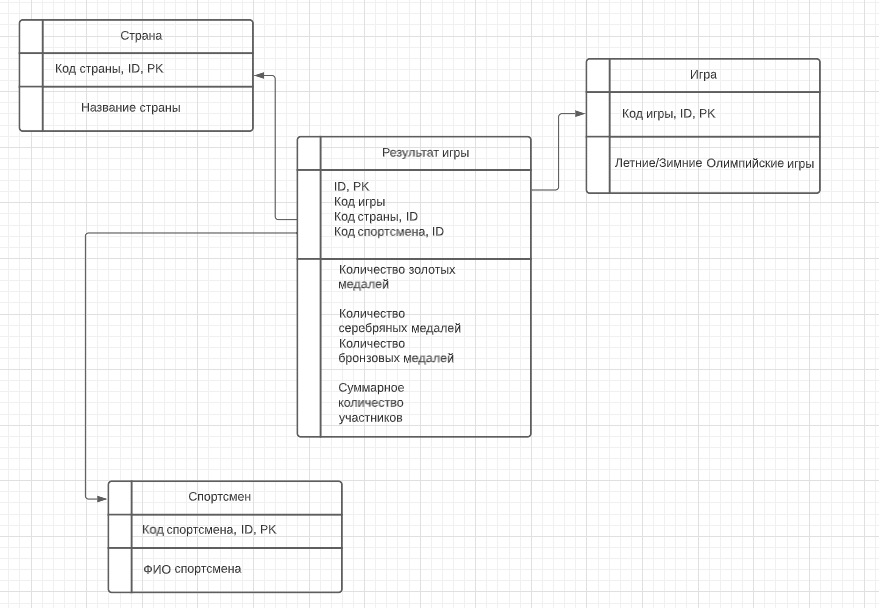 Страна
Код страны, ID, PK
Название страны
Игра
Код игры, ID, PK
Летние/Зимние Олимпийские игры
Результат игры
ID, PK
Код игры
Код страны, ID
Код спортсмена, ID
Количество золотых
медалей
Количество
серебряных медалей
Количество
бронзовых медалей
Суммарное
количество
участников
Спортсмен
Код спортсмена, ID, PK
ФИО спортсмена